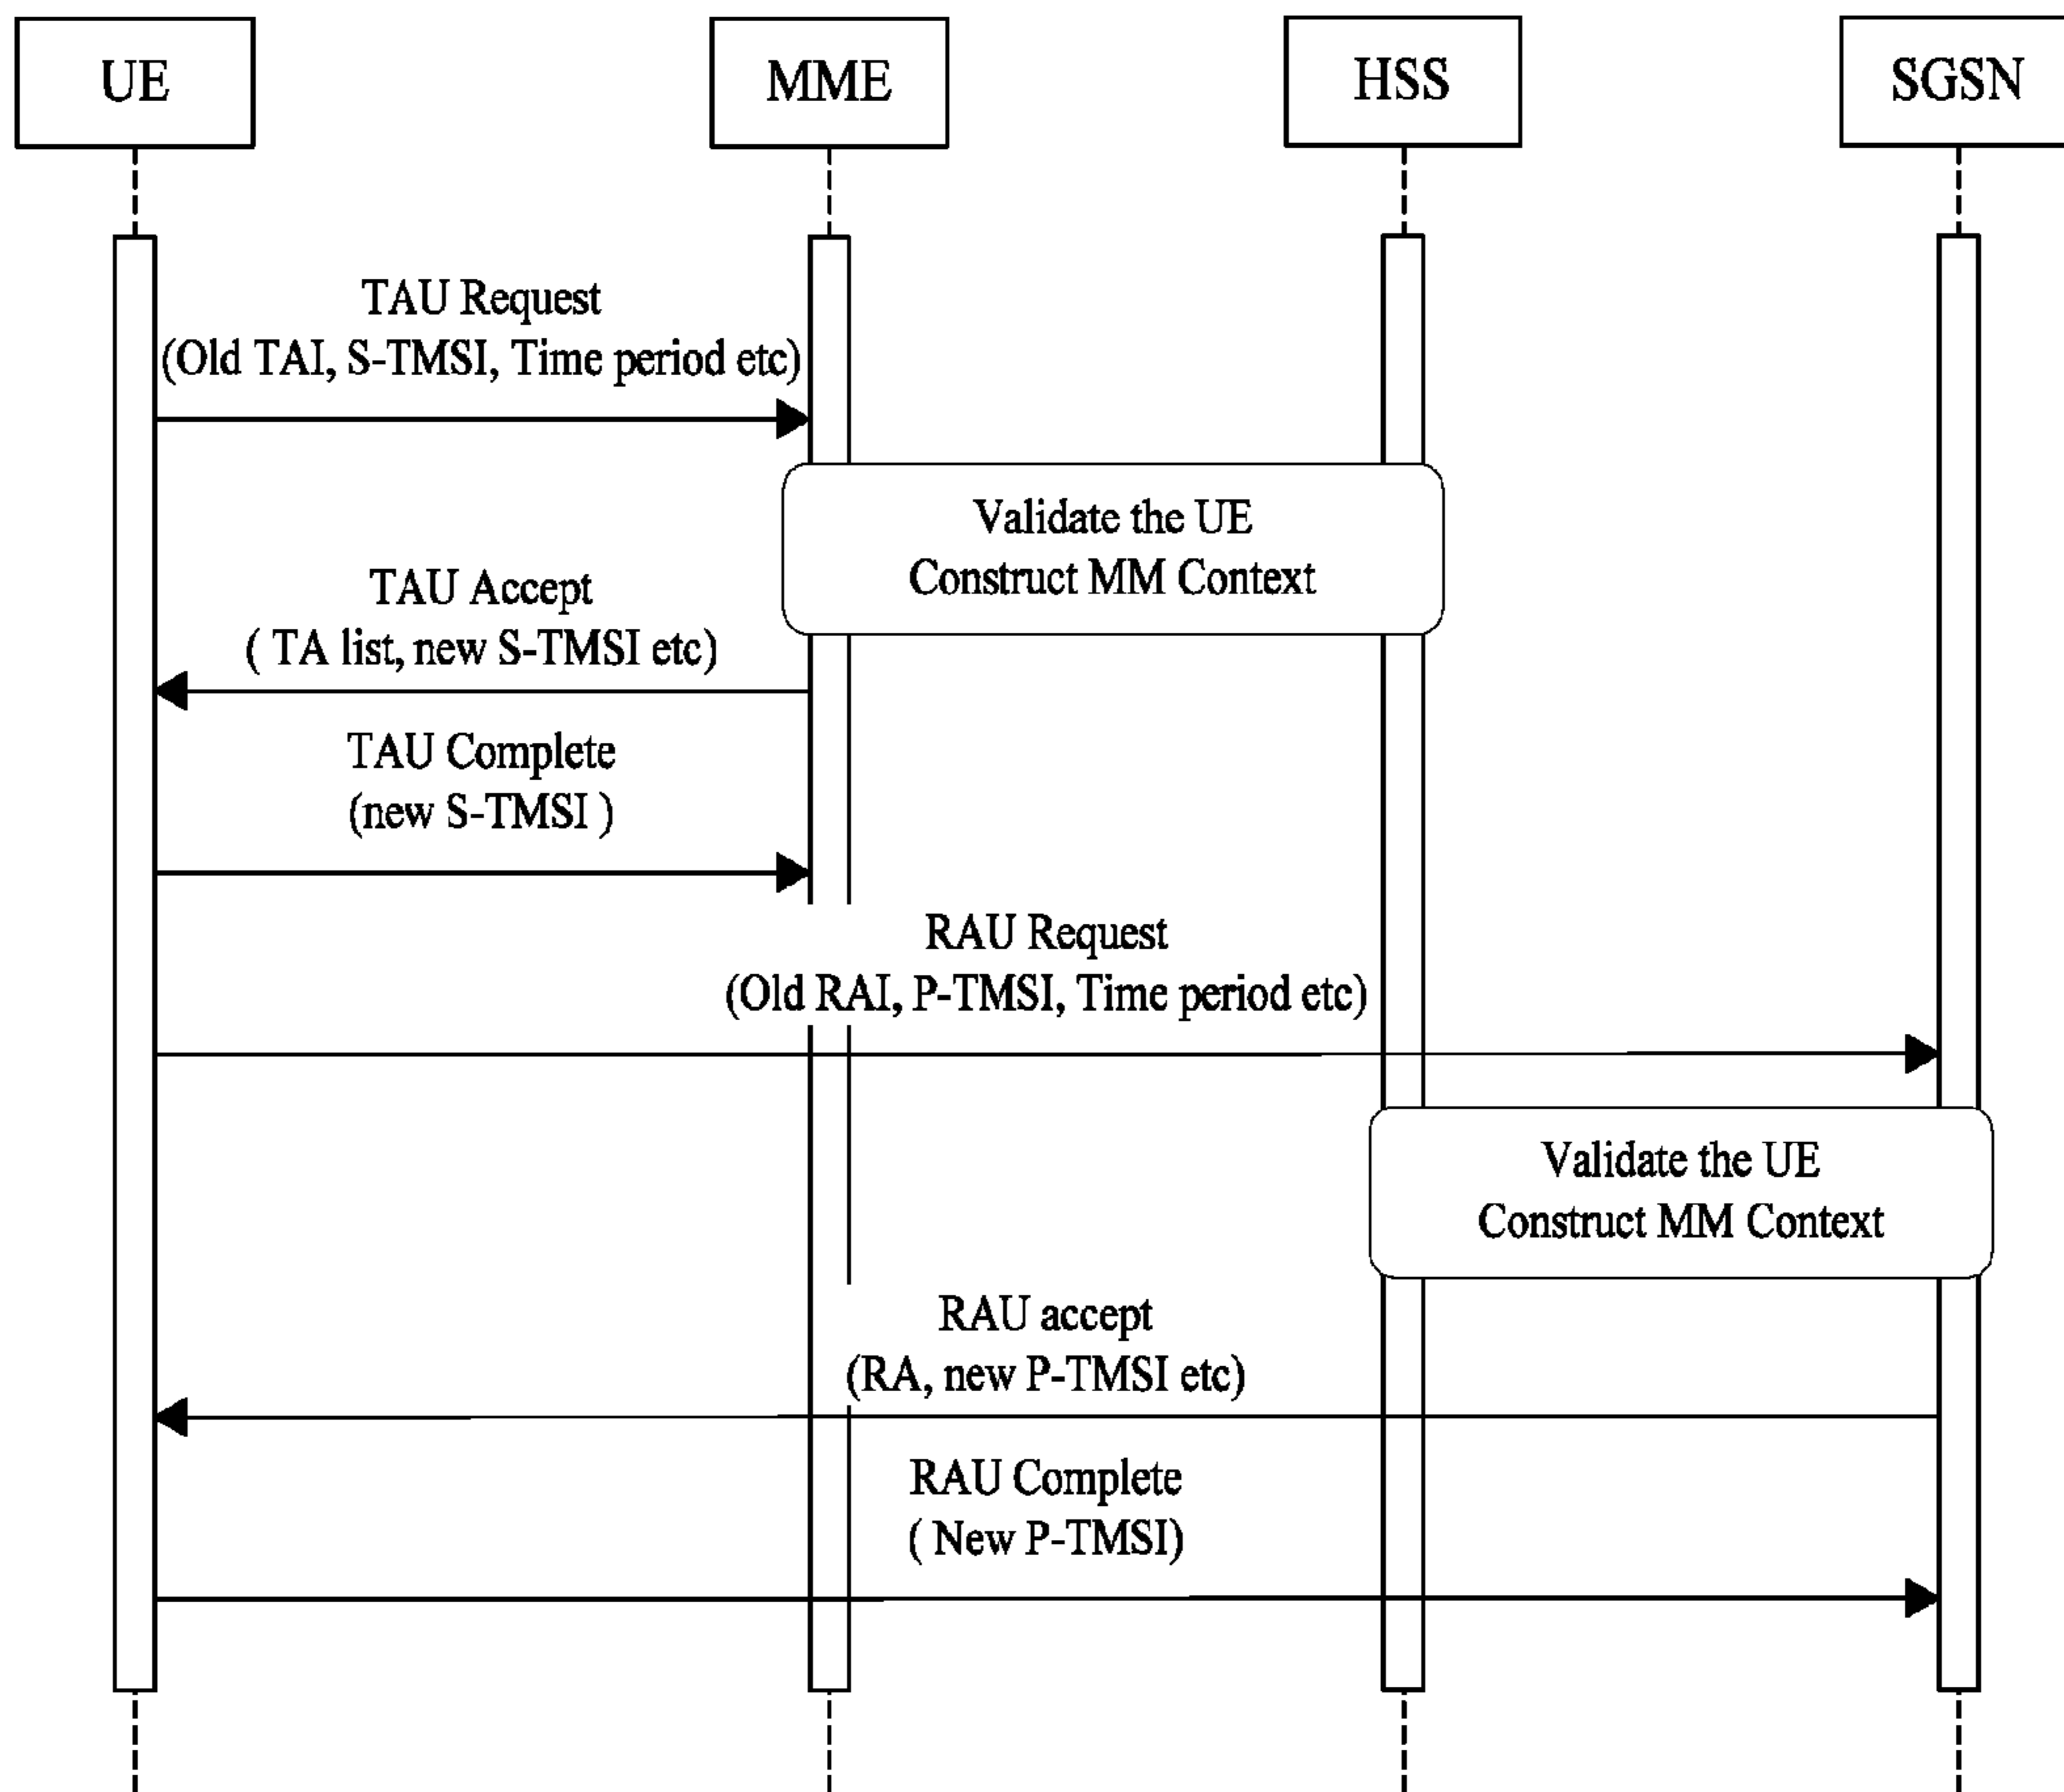 UE
MME
HSS
SGSN
TAU Request
(Old TAI, S-TMSI, Time period etc)
Validate the UE
Construct MM Context
TAU Accept
( TA list, new S-TMSI etc)
TAU Complete
(new S-TMSI )
RAU Request
(Old RAI, P-TMSI, Time period etc)
Validate the UE
Construct MM Context
RAU accept
(RA, new P-TMSI etc)
RAU Complete
( New P-TMSI)